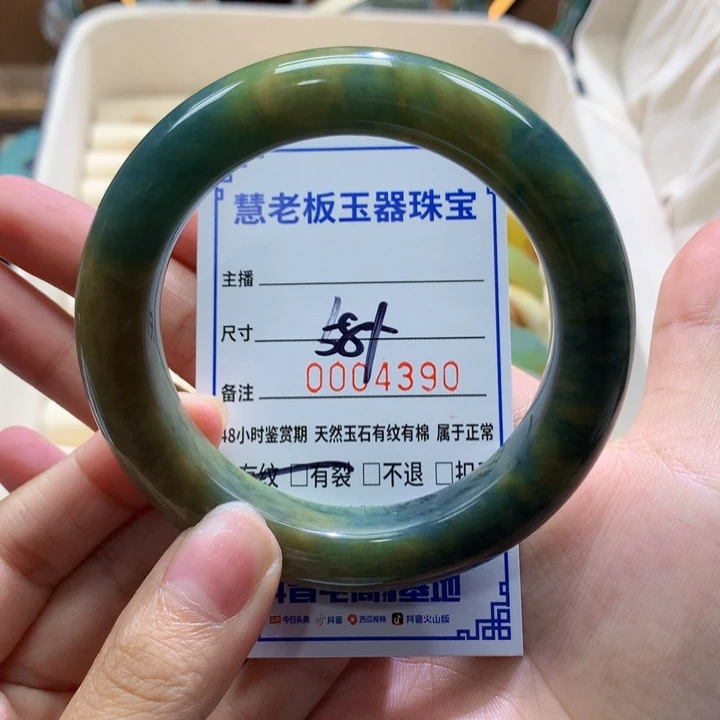 慧老板玉器珠宝
主播
尺寸 58
备注 0004390
48小时鉴赏期 天然玉石有纹有棉 属于正常
有纹 □有裂 □不退 □扣
今日头条 抖音 西瓜视频 抖音火山版